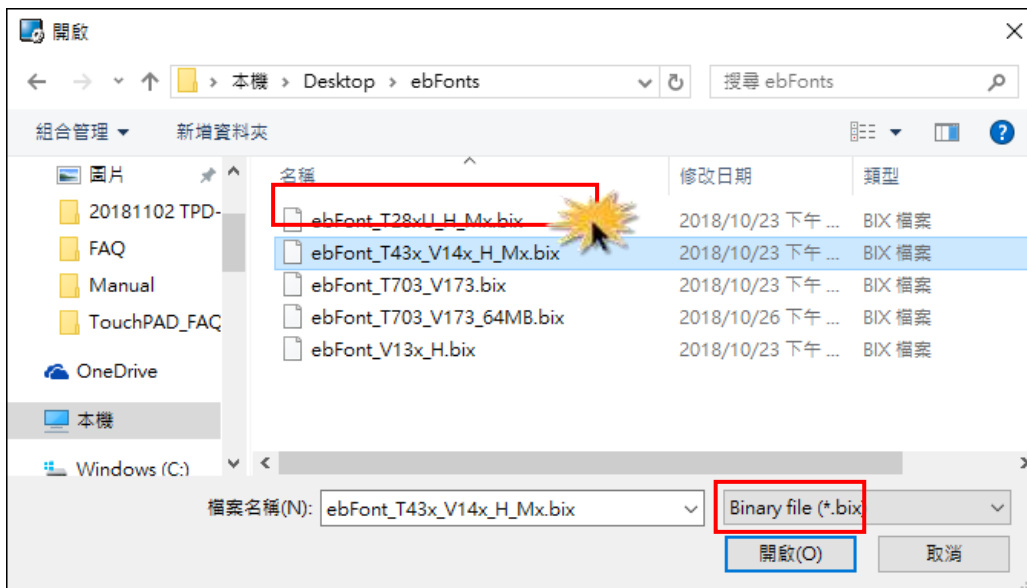 開啟
本機 › Desktop › ebFonts
搜尋 ebFonts
組合管理
新增資料夾
圖片
20181102 TPD-
FAQ
Manual
TouchPAD_FAQ
OneDrive
本機
Windows (C:)
名稱 修改日期 類型
ebFont_T28xU_H_Mx.bix 2018/10/23 下午 ... BIX 檔案
ebFont_T43x_V14x_H_Mx.bix 2018/10/23 下午 ... BIX 檔案
ebFont_T703_V173.bix 2018/10/23 下午 ... BIX 檔案
ebFont_T703_V173_64MB.bix 2018/10/26 下午 ... BIX 檔案
ebFont_V13x_H.bix 2018/10/23 下午 ... BIX 檔案
檔案名稱(N): ebFont_T43x_V14x_H_Mx.bix
Binary file (*.bix)
開啟(O) 取消